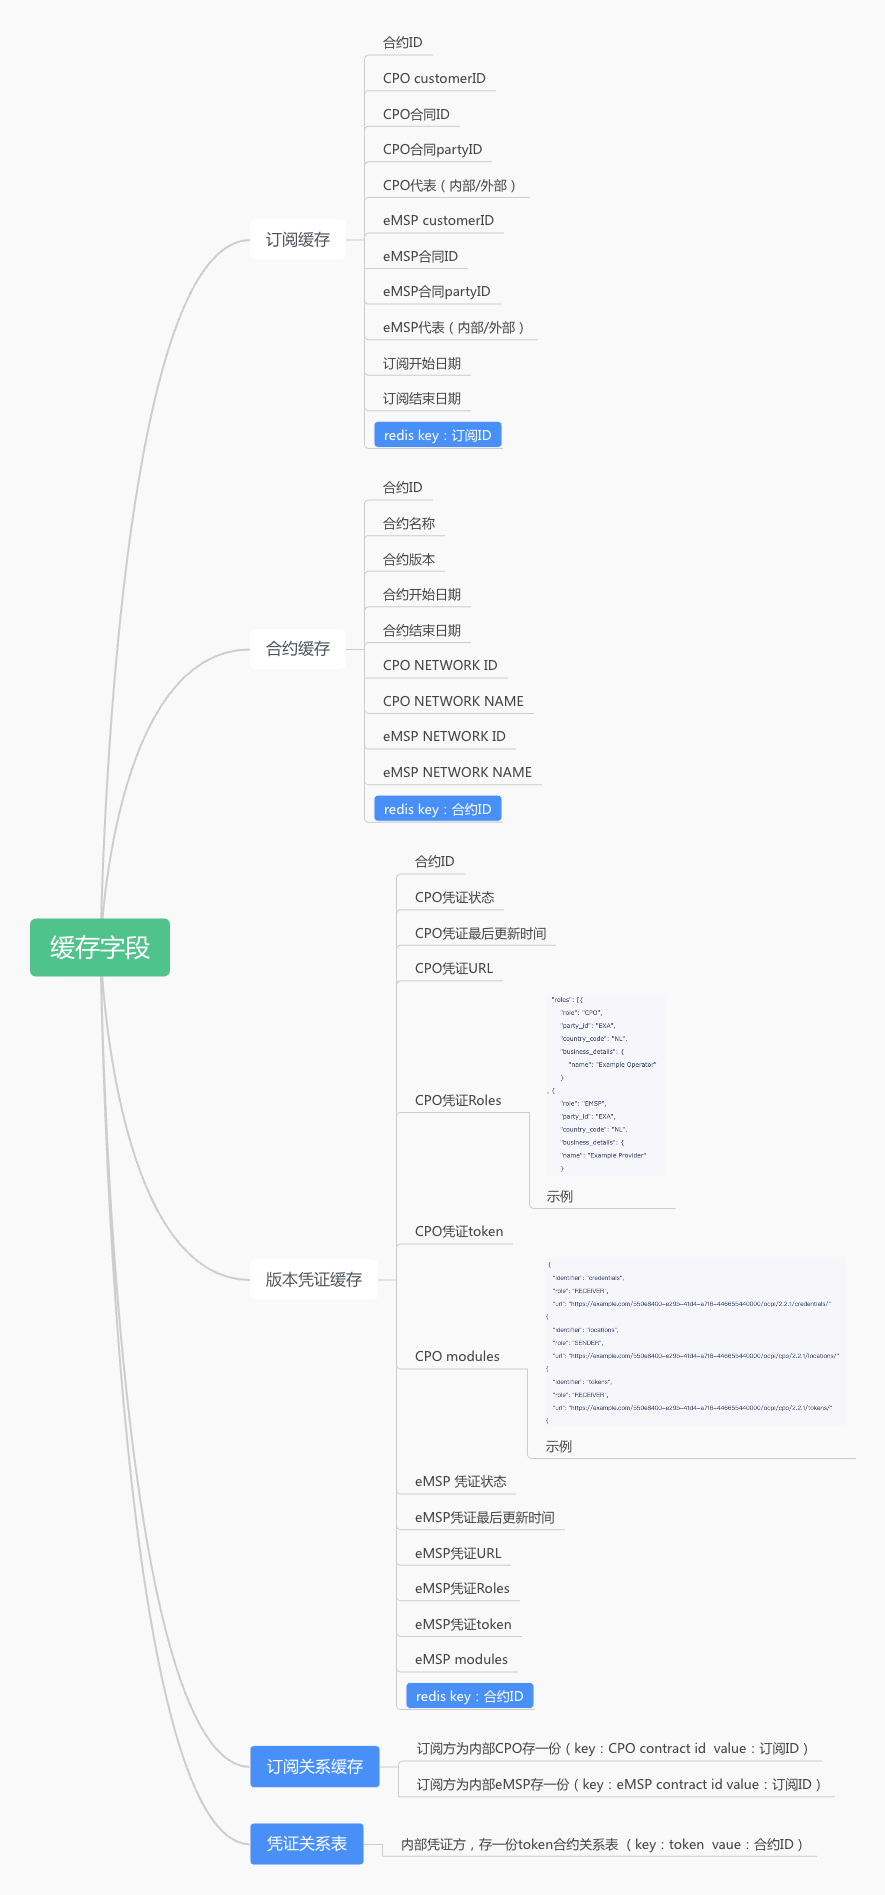 缓存字段
订阅缓存
合约ID
CPO customerID
CPO合同ID
CPO合同partyID
CPO代表（内部/外部）
eMSP customerID
eMSP合同ID
eMSP合同partyID
eMSP代表（内部/外部）
订阅开始日期
订阅结束日期
redis key：订阅ID
合约缓存
合约ID
合约名称
合约版本
合约开始日期
合约结束日期
CPO NETWORK ID
CPO NETWORK NAME
eMSP NETWORK ID
eMSP NETWORK NAME
redis key：合约ID
版本凭证缓存
合约ID
CPO凭证状态
CPO凭证最后更新时间
CPO凭证URL
CPO凭证Roles
"roles": [{
"role": "CPO",
"party_id": "EXA",
"country_code": "NL",
"business_details": {
"name": "Example Operator"
}
, {
"role": "EMSP",
"party_id": "EXA",
"country_code": "NL",
"business_details": {
"name": "Example Provider"
}
示例
CPO凭证token
CPO modules
{
"identifier": "credentials",
"role": "RECEIVER",
"url": "https://example.com/550e8400-e29b-41d4-a716-446655440000/ocpi/2.2.1/credentials/"
{
"identifier": "locations",
"role": "SENDER",
"url": "https://example.com/550e8400-e29b-41d4-a716-446655440000/ocpi/cpo/2.2.1/locations/"
{
"identifier": "tokens",
"role": "RECEIVER",
"url": "https://example.com/550e8400-e29b-41d4-a716-446655440000/ocpi/cpo/2.2.1/tokens/"
{
示例
eMSP 凭证状态
eMSP凭证最后更新时间
eMSP凭证URL
eMSP凭证Roles
eMSP凭证token
eMSP modules
redis key：合约ID
订阅关系缓存
订阅方为内部CPO存一份（key：CPO contract id  value：订阅ID）
订阅方为内部eMSP存一份（key：eMSP contract id value：订阅ID）
凭证关系表
内部凭证方，存一份token合约关系表 （key：token  vaue：合约ID）